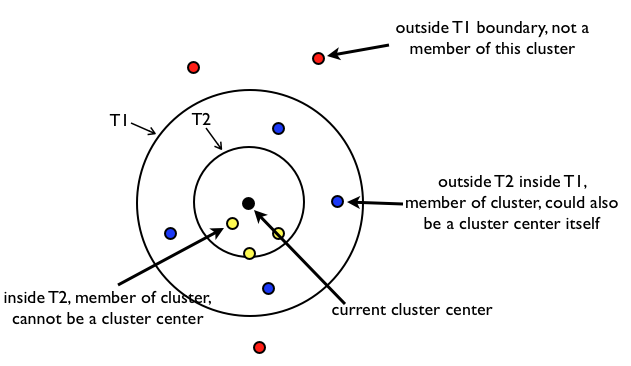 outside T1 boundary, not a
member of this cluster
T1
T2
outside T2 inside T1,
member of cluster, could also
be a cluster center itself
inside T2, member of cluster,
cannot be a cluster center
current cluster center